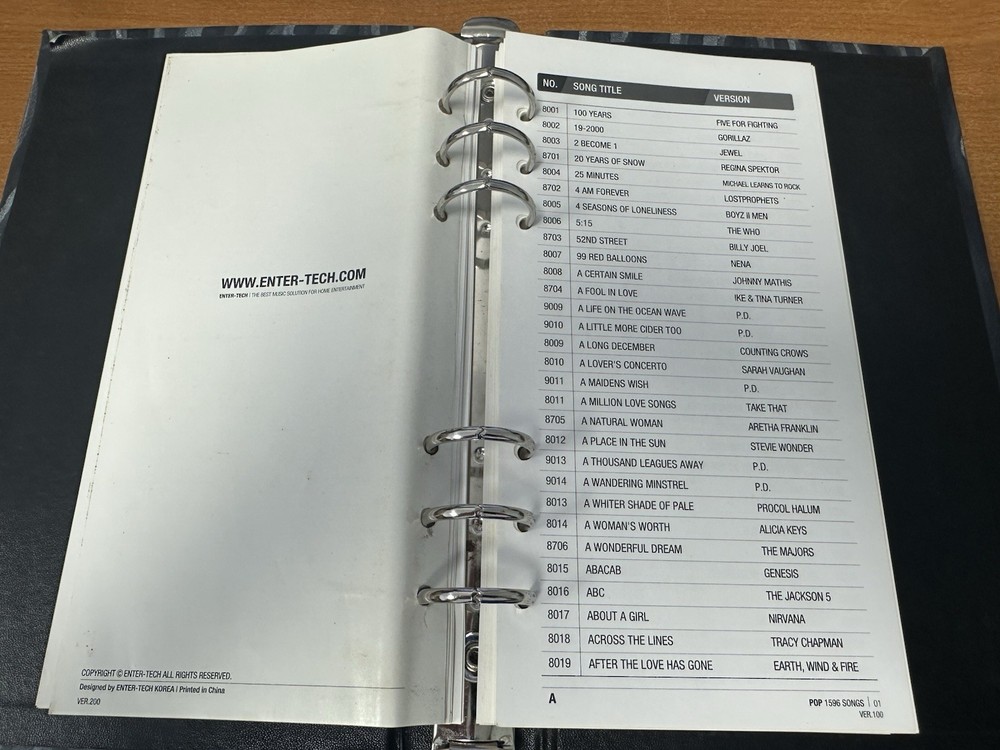 WWW.ENTER-TECH.COM
ENTER-TECH | THE BEST MUSIC SOLUTION FOR HOME ENTERTAINMENT
COPYRIGHT © ENTER-TECH ALL RIGHTS RESERVED.
Designed by ENTER-TECH KOREA | Printed in China
VER.200
NO. SONG TITLE VERSION
8001 100 YEARS FIVE FOR FIGHTING
8002 19-2000 GORILLAZ
8003 2 BECOME 1 JEWEL
8701 20 YEARS OF SNOW REGINA SPEKTOR
8004 25 MINUTES MICHAEL LEARNS TO ROCK
8702 4 AM FOREVER LOSTPROPHETS
8005 4 SEASONS OF LONELINESS BOYZ II MEN
8006 5:15 THE WHO
8703 52ND STREET BILLY JOEL
8007 99 RED BALLOONS NENA
8008 A CERTAIN SMILE JOHNNY MATHIS
8704 A FOOL IN LOVE IKE & TINA TURNER
9009 A LIFE ON THE OCEAN WAVE P.D.
9010 A LITTLE MORE CIDER TOO P.D.
8009 A LONG DECEMBER COUNTING CROWS
8010 A LOVER'S CONCERTO SARAH VAUGHAN
9011 A MAIDENS WISH P.D.
8011 A MILLION LOVE SONGS TAKE THAT
8705 A NATURAL WOMAN ARETHA FRANKLIN
8012 A PLACE IN THE SUN STEVIE WONDER
9013 A THOUSAND LEAGUES AWAY P.D.
9014 A WANDERING MINSTREL P.D.
8013 A WHITER SHADE OF PALE PROCOL HALUM
8014 A WOMAN'S WORTH ALICIA KEYS
8706 A WONDERFUL DREAM THE MAJORS
8015 ABACAB GENESIS
8016 ABC THE JACKSON 5
8017 ABOUT A GIRL NIRVANA
8018 ACROSS THE LINES TRACY CHAPMAN
8019 AFTER THE LOVE HAS GONE EARTH, WIND & FIRE
A POP 1596 SONGS | 01
VER.100